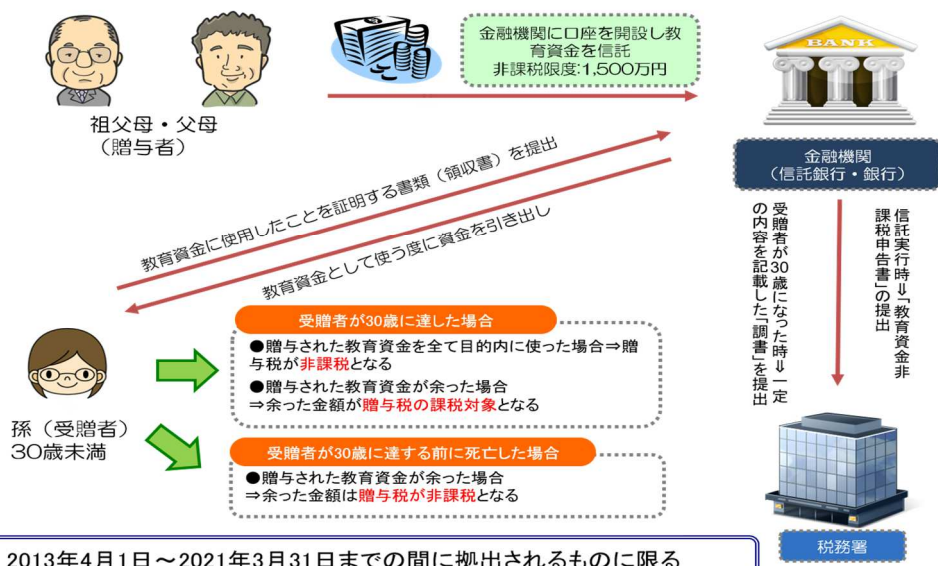 金融機関に口座を開設し教
育資金を信託
非課税限度:1,500万円
BANK
祖父母・父母
（贈与者）
金融機関
（信託銀行・銀行）
教育資金に使用したことを証明する書類（領収書）を提出
教育資金として使う度に資金を引き出し
信託実行時⇒「教育資金非
課税申告書」の提出
受贈者が30歳になった時⇒一定
の内容を記載した「調書」を提出
受贈者が30歳に達した場合
●贈与された教育資金を全て目的内に使った場合⇒贈
与税が非課税となる
●贈与された教育資金が余った場合
⇒余った金額が贈与税の課税対象となる
孫（受贈者）
30歳未満
受贈者が30歳に達する前に死亡した場合
●贈与された教育資金が余った場合
⇒余った金額は贈与税が非課税となる
税務署
2013年4月1日～2021年3月31日までの間に拠出されるものに限る